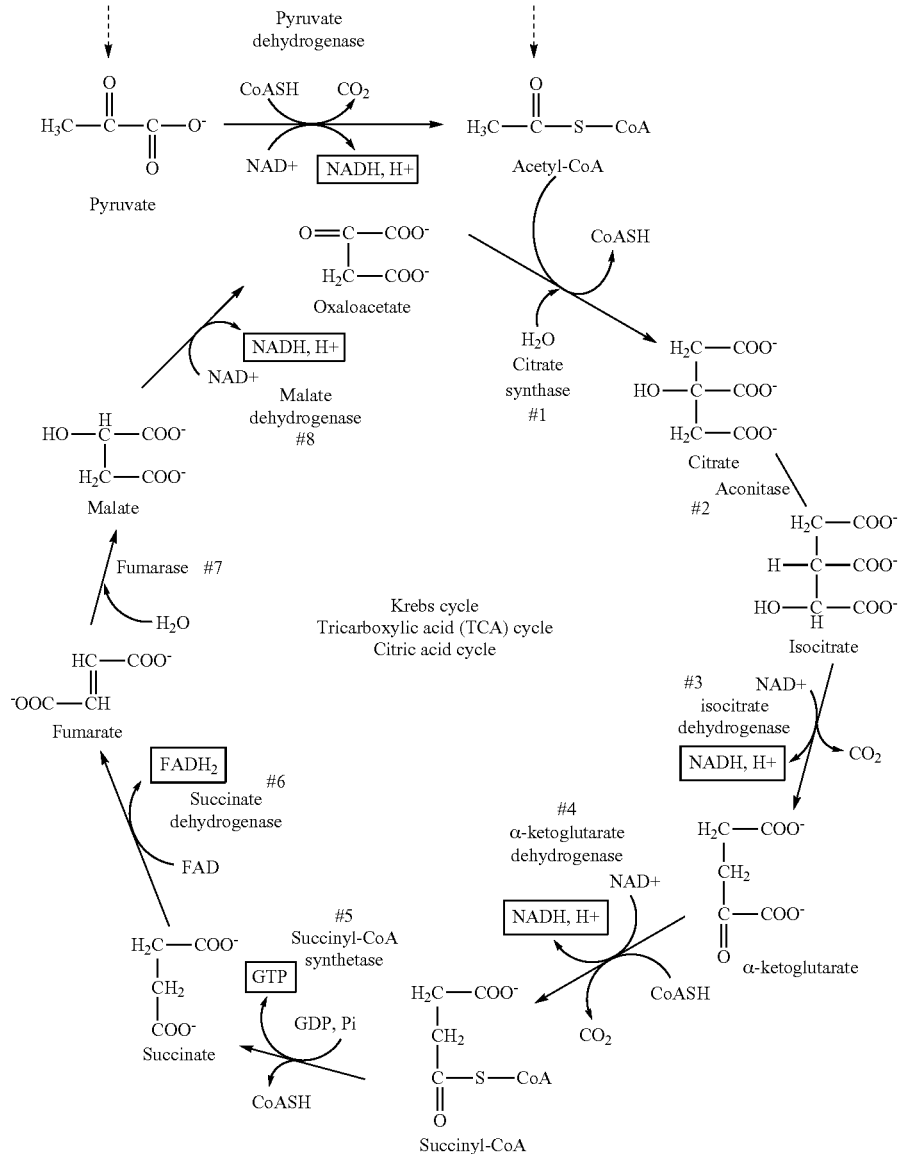 Pyruvate
dehydrogenase
O
CoASH
CO2
O
H3C
C
C
O-
H3C
C
S
CoA
O
NAD+
NADH, H+
Acetyl-CoA
Pyruvate
O
C
COO-
H2C
COO-
Oxaloacetate
CoASH
H2O
Citrate
synthase
#1
NADH, H+
NAD+
Malate
dehydrogenase
#8
H2C
COO-
HO
C
COO-
H2C
COO-
Citrate
Aconitase
#2
H
HO
C
COO-
H2C
COO-
Malate
H2C
COO-
H
C
COO-
HO
C
COO-
H
Isocitrate
Fumarase #7
H2O
Krebs cycle
Tricarboxylic acid (TCA) cycle
Citric acid cycle
HC
COO-
-OOC
CH
Fumarate
#3
NAD+
isocitrate
dehydrogenase
NADH, H+
CO2
FADH2
#6
Succinate
dehydrogenase
FAD
#4
α-ketoglutarate
dehydrogenase
NAD+
NADH, H+
CoASH
CO2
H2C
COO-
CH2
C
COO-
O
α-ketoglutarate
#5
Succinyl-CoA
synthetase
GTP
GDP, Pi
CoASH
H2C
COO-
CH2
COO-
Succinate
H2C
COO-
CH2
C
S
CoA
O
Succinyl-CoA